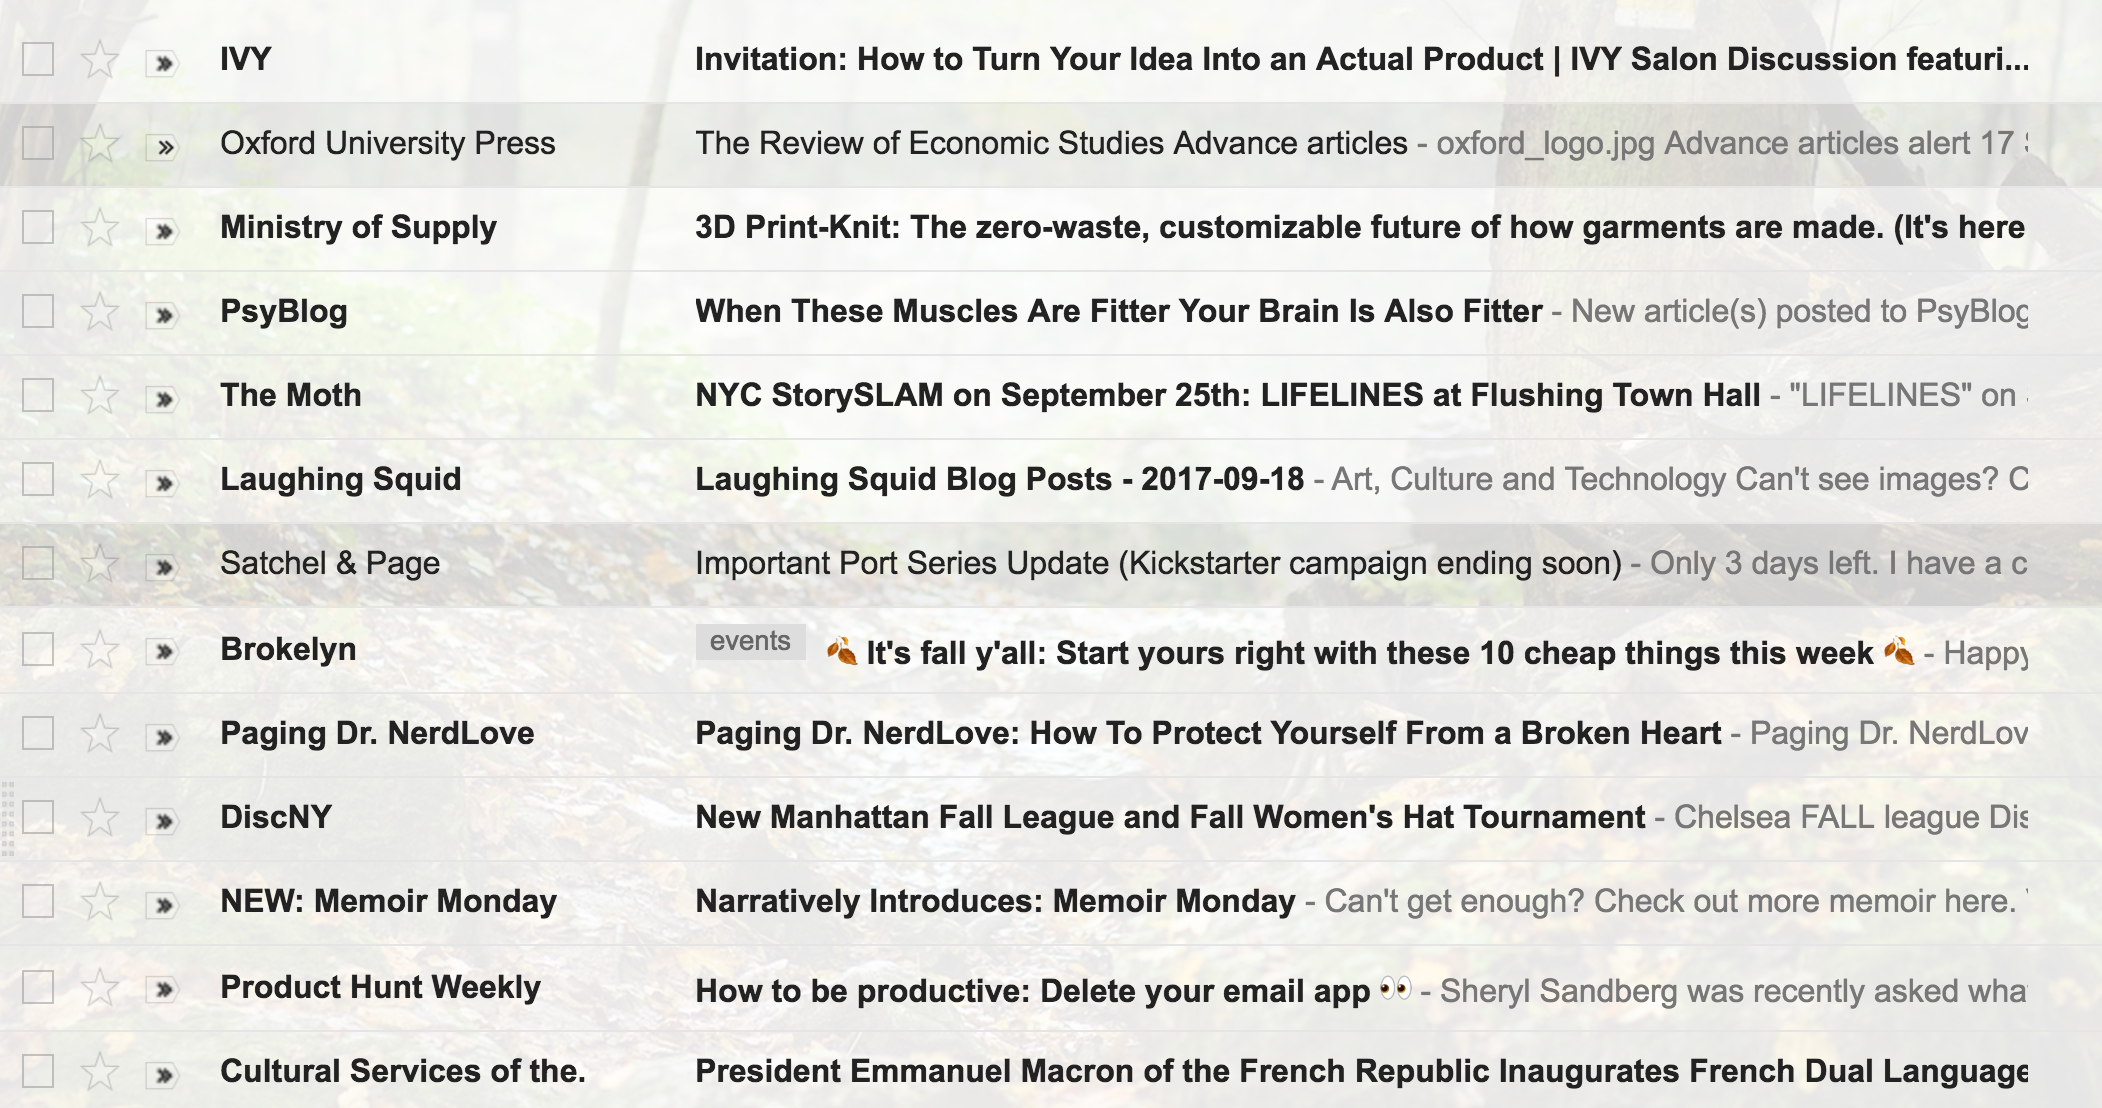 IVY Invitation: How to Turn Your Idea Into an Actual Product | IVY Salon Discussion featuri...
Oxford University Press The Review of Economic Studies Advance articles - oxford_logo.jpg Advance articles alert 17
Ministry of Supply 3D Print-Knit: The zero-waste, customizable future of how garments are made. (It's here
PsyBlog When These Muscles Are Fitter Your Brain Is Also Fitter - New article(s) posted to PsyBlog
The Moth NYC StorySLAM on September 25th: LIFELINES at Flushing Town Hall - "LIFELINES" on
Laughing Squid Laughing Squid Blog Posts - 2017-09-18 - Art, Culture and Technology Can't see images? C
Satchel & Page Important Port Series Update (Kickstarter campaign ending soon) - Only 3 days left. I have a c
Brokelyn events 🍂 It's fall y'all: Start yours right with these 10 cheap things this week 🍂 - Happy
Paging Dr. NerdLove Paging Dr. NerdLove: How To Protect Yourself From a Broken Heart - Paging Dr. NerdLov
DiscNY New Manhattan Fall League and Fall Women's Hat Tournament - Chelsea FALL league Dis
NEW: Memoir Monday Narratively Introduces: Memoir Monday - Can't get enough? Check out more memoir here.
Product Hunt Weekly How to be productive: Delete your email app 👀 - Sheryl Sandberg was recently asked wha
Cultural Services of the. President Emmanuel Macron of the French Republic Inaugurates French Dual Language